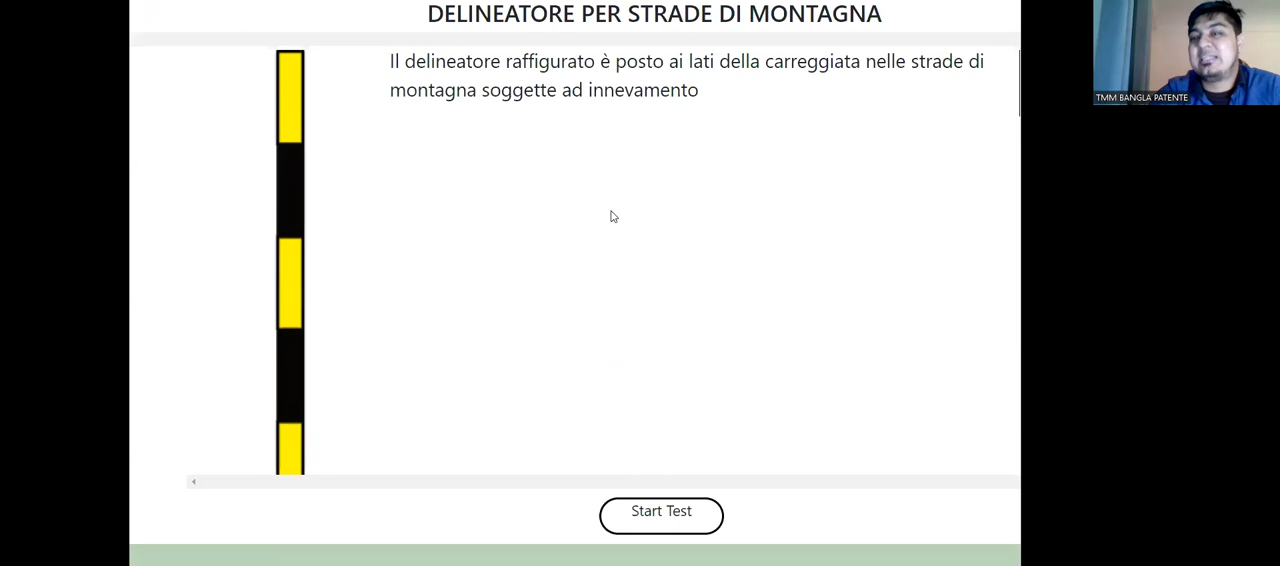 DELINEATORE PER STRADE DI MONTAGNA
Il delineatore raffigurato è posto ai lati della carreggiata nelle strade di
montagna soggette ad innevamento
TMM BANGLA PATENTE
Start Test